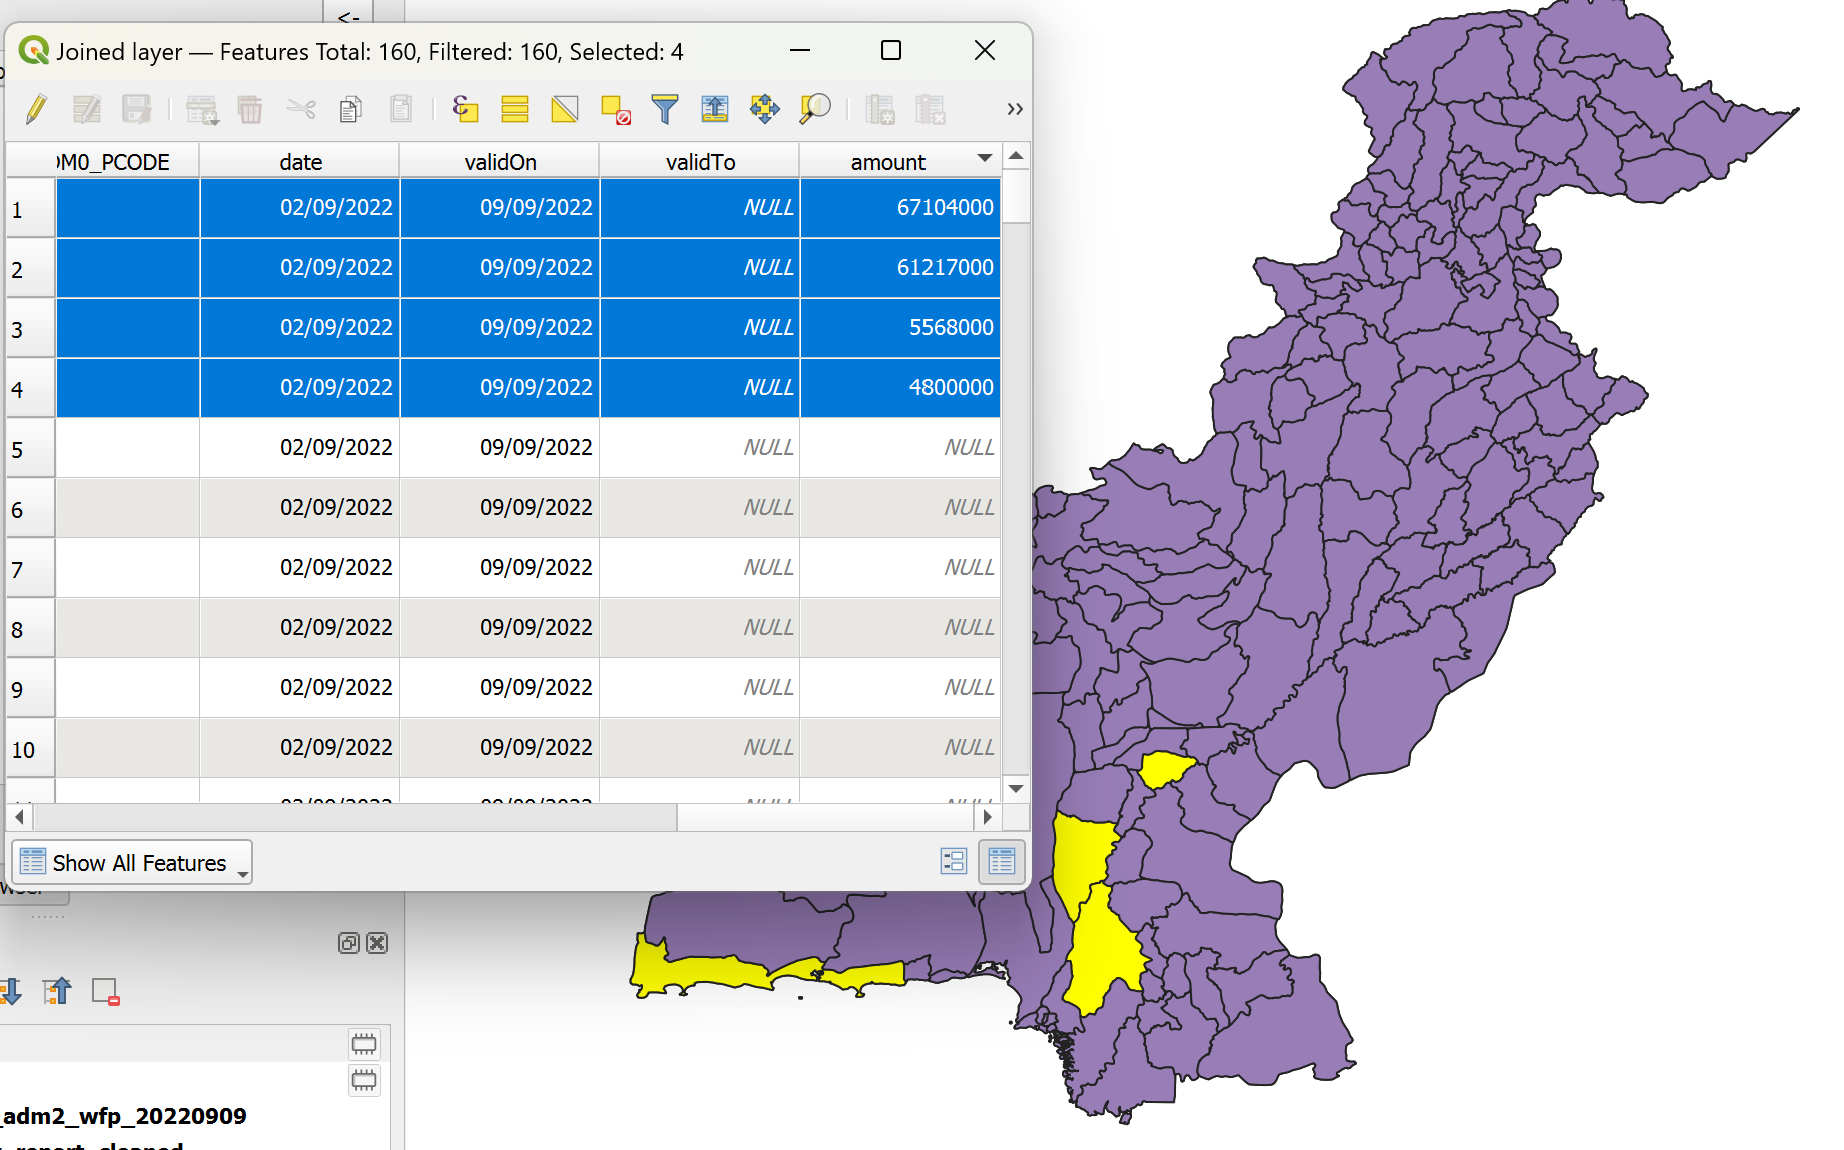 <-
Joined layer — Features Total: 160, Filtered: 160, Selected: 4
»
M0_PCODE date validOn validTo amount
1 02/09/2022 09/09/2022 NULL 67104000
2 02/09/2022 09/09/2022 NULL 61217000
3 02/09/2022 09/09/2022 NULL 5568000
4 02/09/2022 09/09/2022 NULL 4800000
5 02/09/2022 09/09/2022 NULL NULL
6 02/09/2022 09/09/2022 NULL NULL
7 02/09/2022 09/09/2022 NULL NULL
8 02/09/2022 09/09/2022 NULL NULL
9 02/09/2022 09/09/2022 NULL NULL
10 02/09/2022 09/09/2022 NULL NULL
Show All Features
_adm2_wfp_20220909